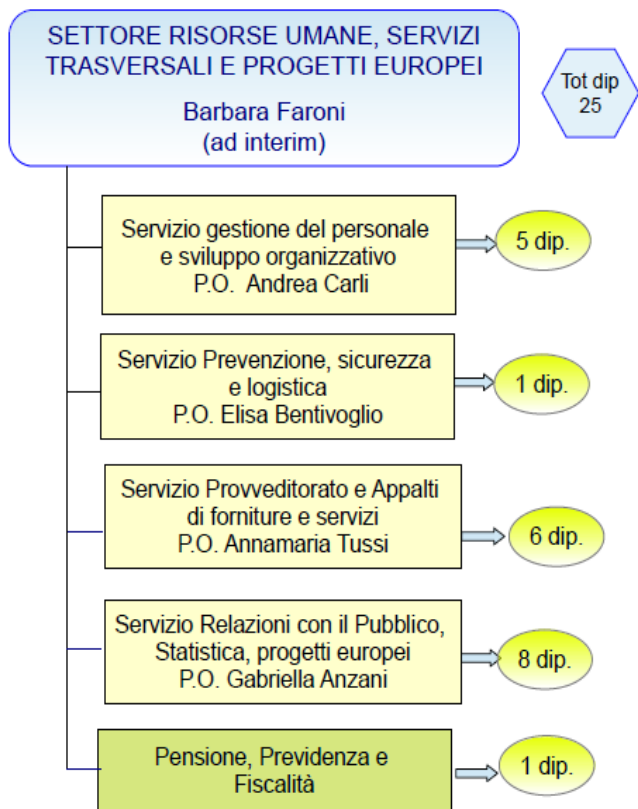 SETTORE RISORSE UMANE, SERVIZI
TRASVERSALI E PROGETTI EUROPEI
Barbara Faroni
(ad interim)
Tot dip
25
Servizio gestione del personale
e sviluppo organizzativo
P.O. Andrea Carli
5 dip.
Servizio Prevenzione, sicurezza
e logistica
P.O. Elisa Bentivoglio
1 dip.
Servizio Provveditorato e Appalti
di forniture e servizi
P.O. Annamaria Tussi
6 dip.
Servizio Relazioni con il Pubblico,
Statistica, progetti europei
P.O. Gabriella Anzani
8 dip.
Pensione, Previdenza e
Fiscalità
1 dip.